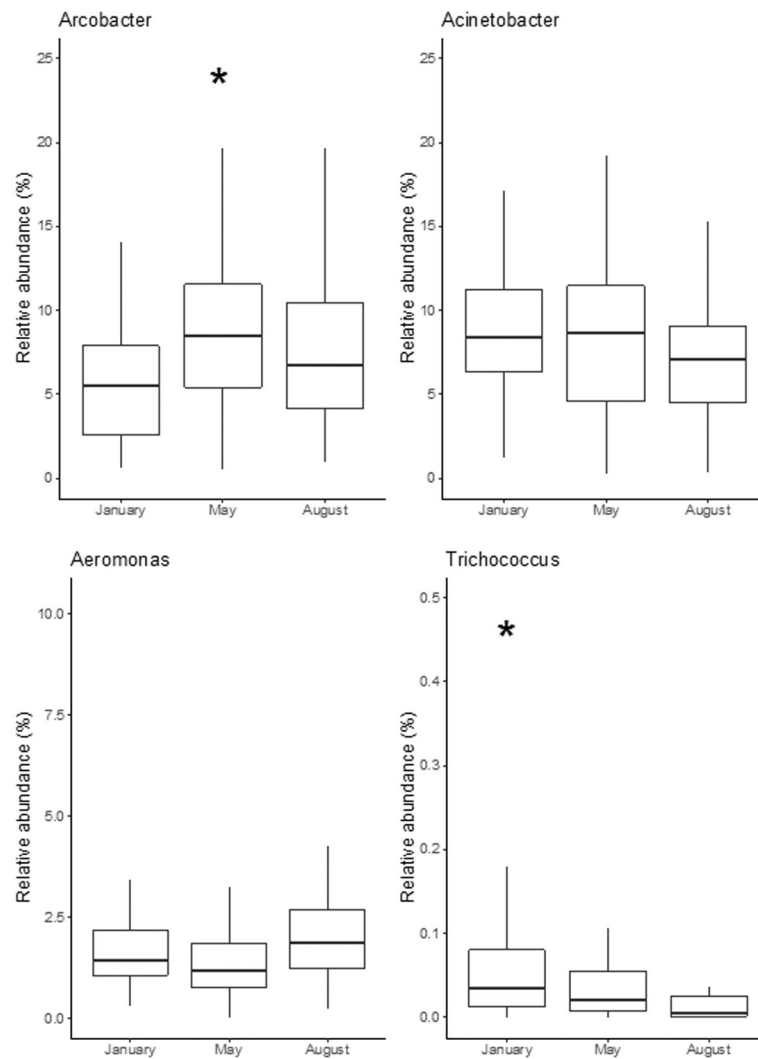 Arcobacter
Relative abundance (%)
25
20
15
10
5
0
*
January May August
Acinetobacter
Relative abundance (%)
25
20
15
10
5
0
January May August
Aeromonas
Relative abundance (%)
10.0
7.5
5.0
2.5
0.0
January May August
Trichococcus
Relative abundance (%)
0.5
0.4
0.3
0.2
0.1
0.0
*
January May August